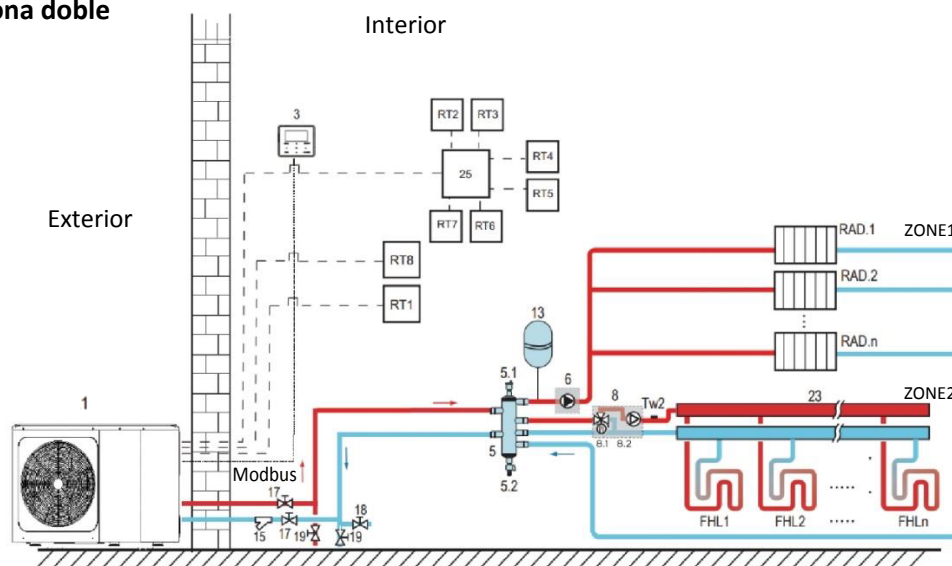 ona doble
Interior
3
RT2
RT3
25
RT4
RT5
RT7
RT6
Exterior
RT8
RT1
RAD.1
ZONE1
RAD.2
RAD.n
13
5.1
6
8
Tw2
23
ZONE2
8.1
8.2
5
5.2
1
Modbus
17
18
15
17
19
19
FHL1
FHL2
FHLn